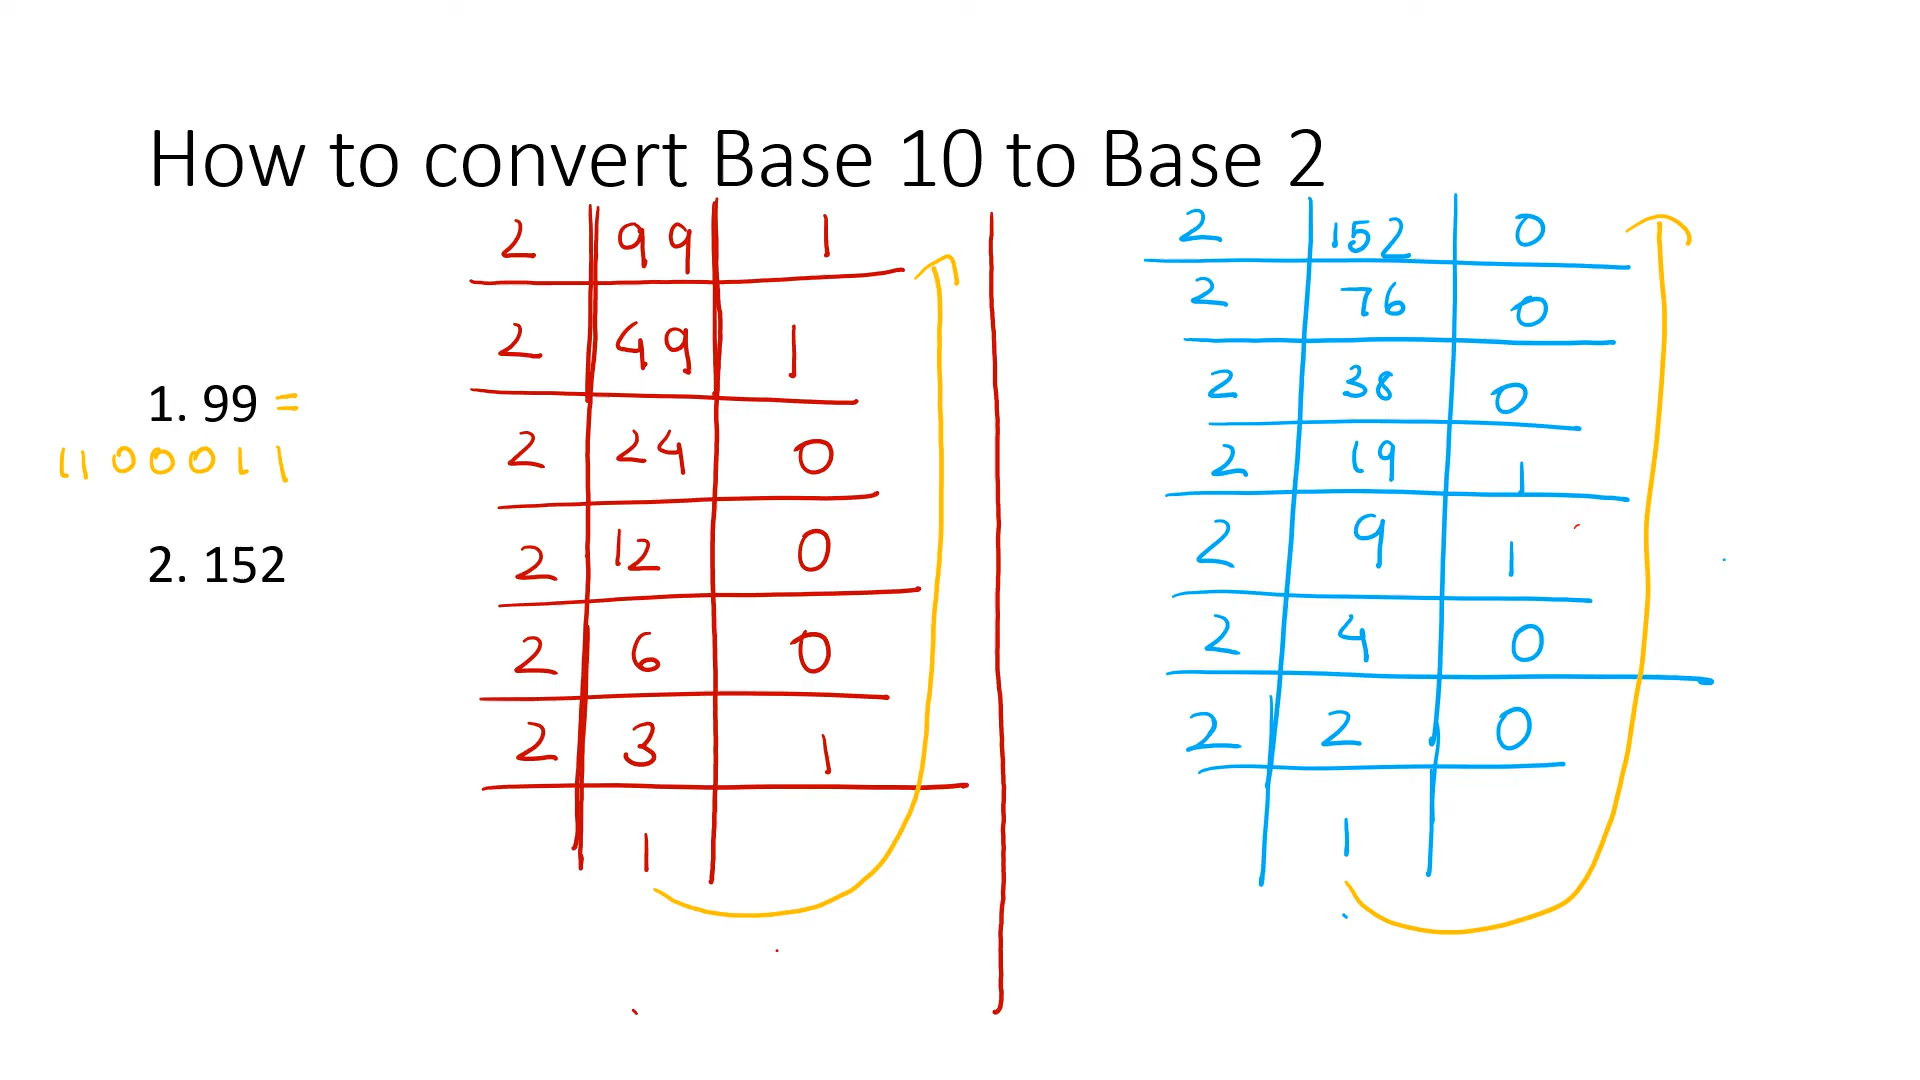 How to convert Base 10 to Base 2
1. 99 =
1100011
2. 152
2 99 1
2 49 1
2 24 0
2 12 0
2 6 0
2 3 1
1
2 152 0
2 76 0
2 38 0
2 19 1
2 9 1
2 4 0
2 2 0
1